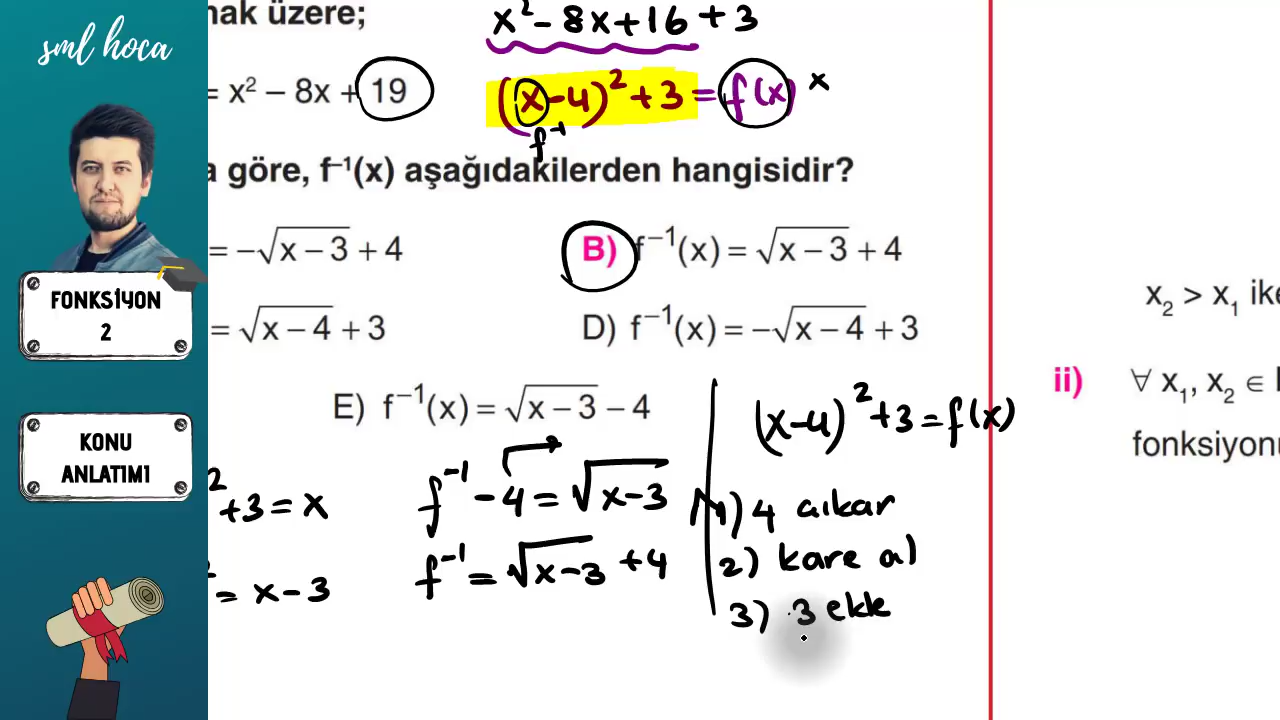 sml hoca
FONKSİYON
2
KONU
ANLATIMI
nak üzere;
x² - 8x + 16 + 3
= x² – 8x + 19
(x-4)² + 3 = f(x) x
f⁻¹
a göre, f⁻¹(x) aşağıdakilerden hangisidir?
= –√(x – 3) + 4
B) f⁻¹(x) = √(x – 3) + 4
= √(x – 4) + 3
D) f⁻¹(x) = –√(x – 4) + 3
E) f⁻¹(x) = √(x – 3) – 4
² + 3 = x
² = x - 3
f⁻¹ - 4 = √(x-3)
f⁻¹ = √(x-3) + 4
(x-4)² + 3 = f(x)
1) 4 aıkar
2) kare al
3) 3 ekle
x₂ > x₁ ike
ii) ∀ x₁, x₂ ∈
fonksiyonu